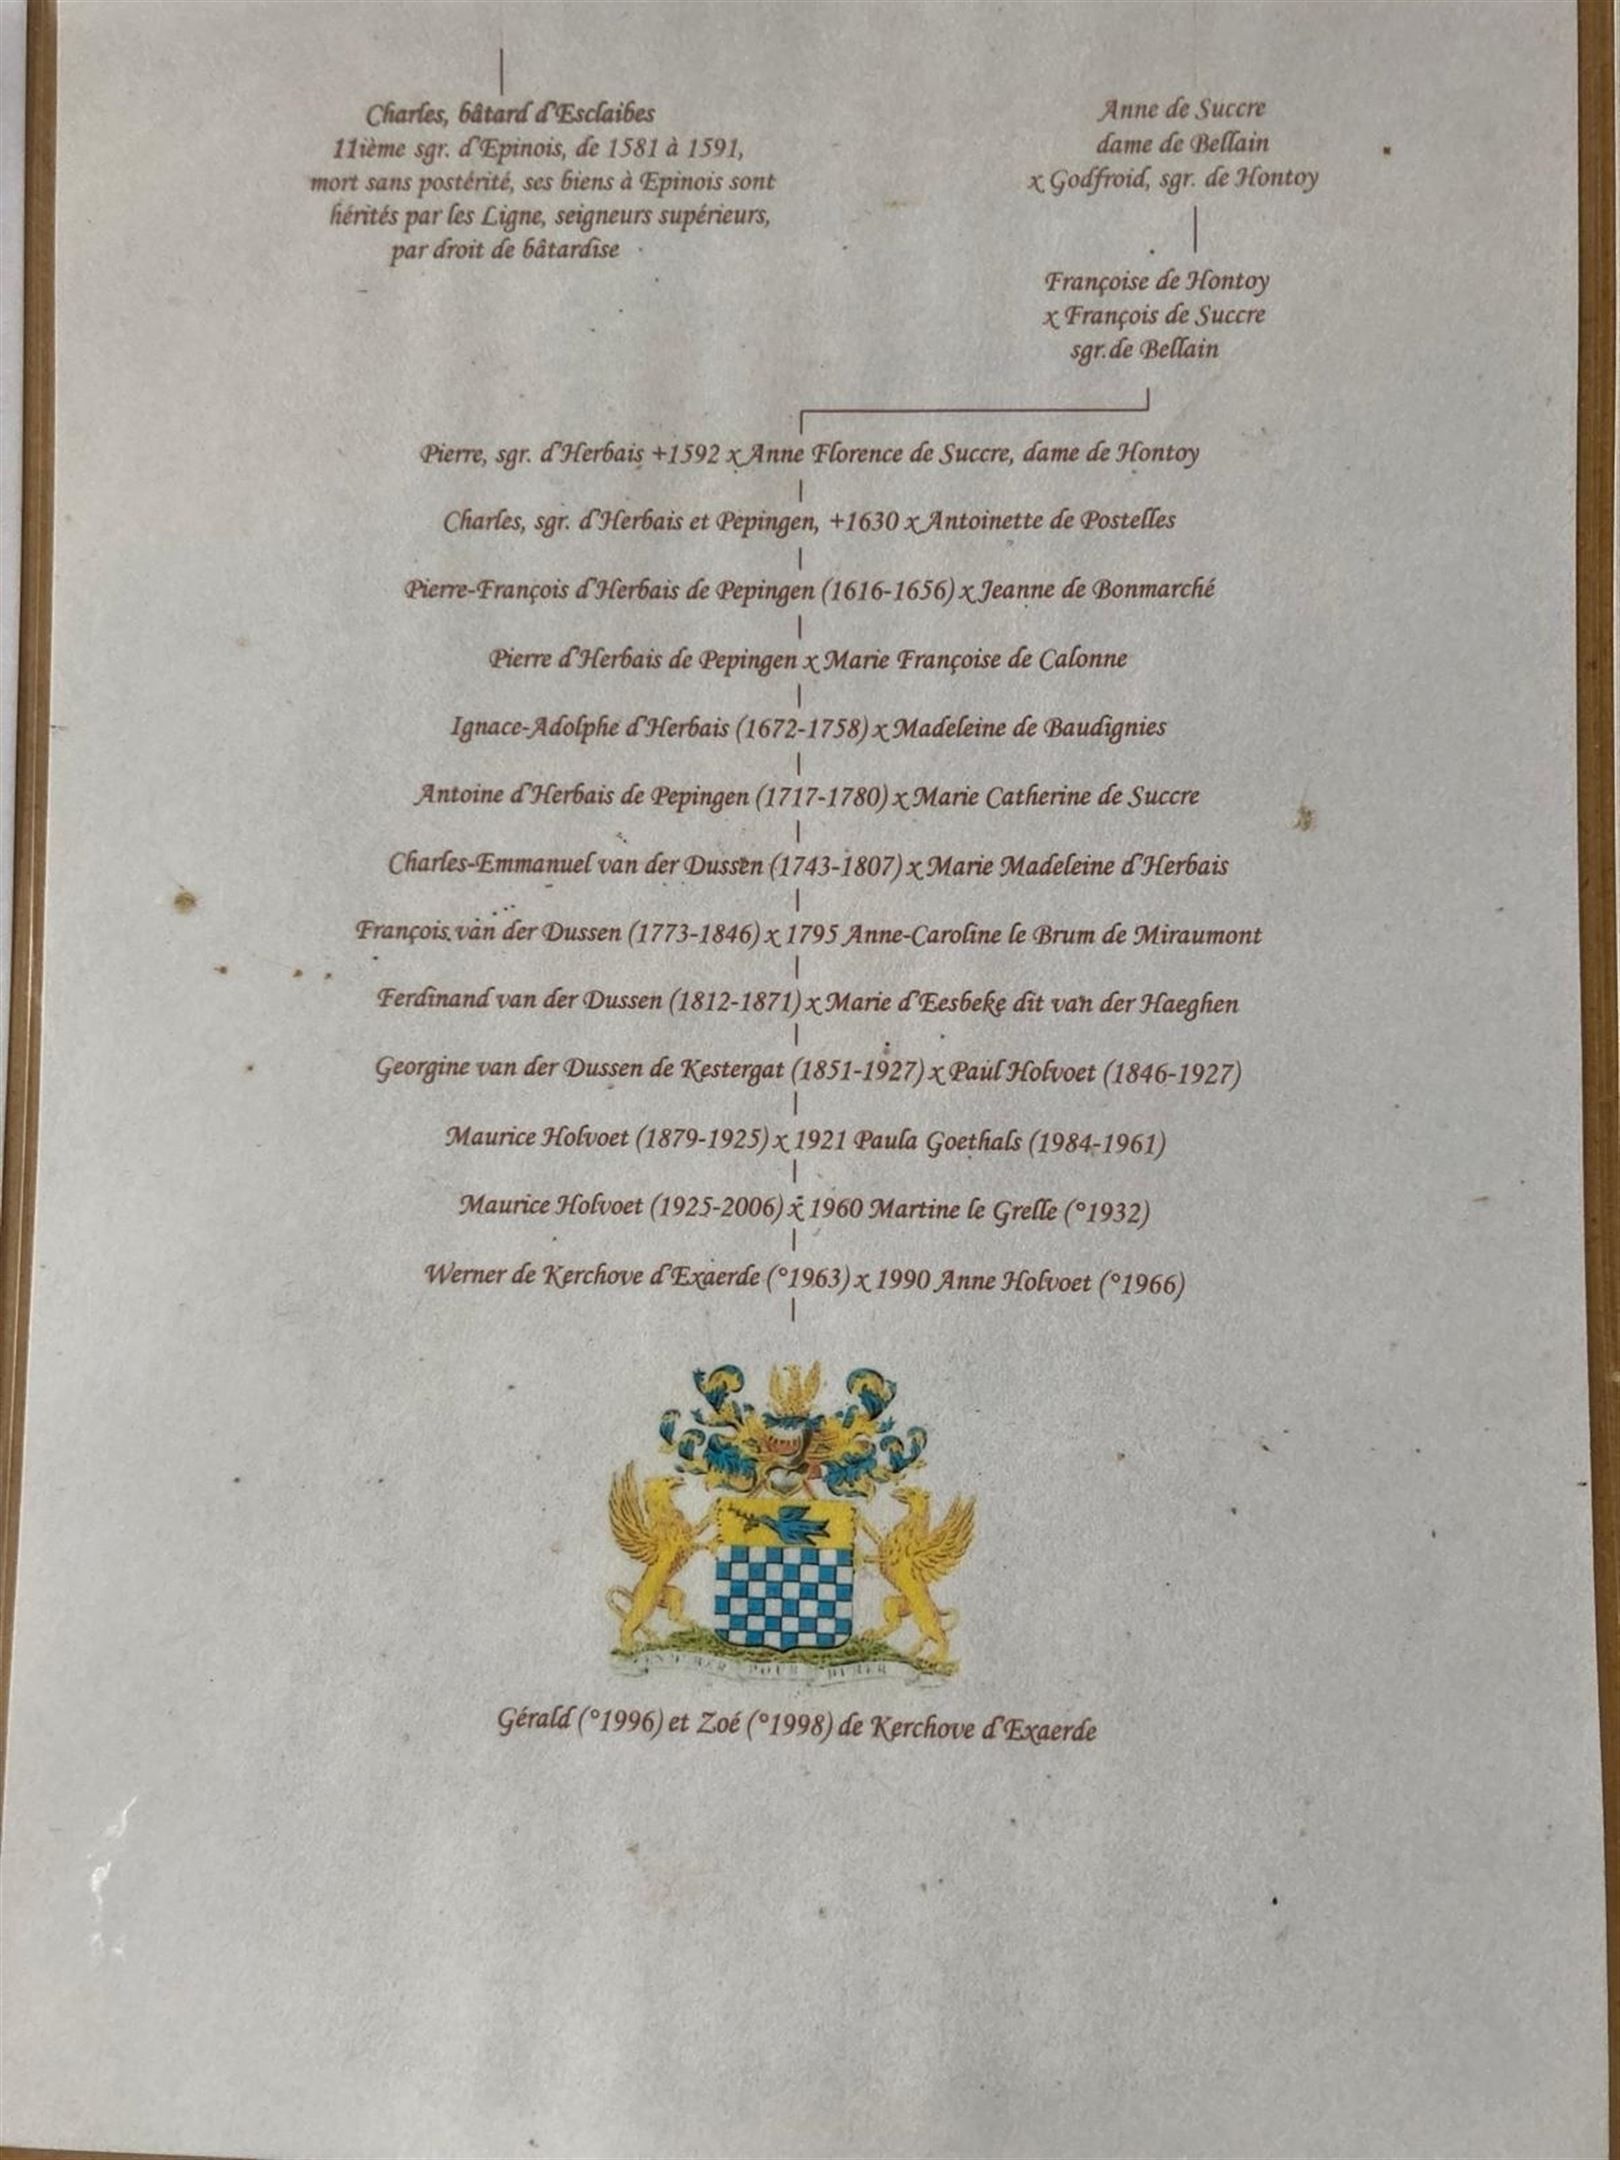 Charles, bâtard d'Esclaibes
11ième sgr. d'Epinois, de 1581 à 1591,
mort sans postérité, ses biens à Epinois sont
hérités par les Ligne, seigneurs supérieurs,
par droit de bâtardise
Anne de Succre
dame de Bellain
x Godfroid, sgr. de Hontoy
Françoise de Hontoy
x François de Succre
sgr. de Bellain
Pierre, sgr. d'Herbais +1592 x Anne Florence de Succre, dame de Hontoy
Charles, sgr. d'Herbais et Pepingen, +1630 x Antoinette de Postelles
Pierre-François d'Herbais de Pepingen (1616-1656) x Jeanne de Bonmarché
Pierre d'Herbais de Pepingen x Marie Françoise de Calonne
Ignace-Adolphe d'Herbais (1672-1758) x Madeleine de Baudignies
Antoine d'Herbais de Pepingen (1717-1780) x Marie Catherine de Succre
Charles-Emmanuel van der Dussen (1743-1807) x Marie Madeleine d'Herbais
François van der Dussen (1773-1846) x 1795 Anne-Caroline le Brum de Miraumont
Ferdinand van der Dussen (1812-1871) x Marie d'Eesbeke dit van der Haeghen
Georgine van der Dussen de Kestergat (1851-1927) x Paul Holvoet (1846-1927)
Maurice Holvoet (1879-1925) x 1921 Paula Goethals (1984-1961)
Maurice Holvoet (1925-2006) x 1960 Martine le Grelle (°1932)
Werner de Kerchove d'Exaerde (°1963) x 1990 Anne Holvoet (°1966)
POUR
Gérald (°1996) et Zoé (°1998) de Kerchove d'Exaerde